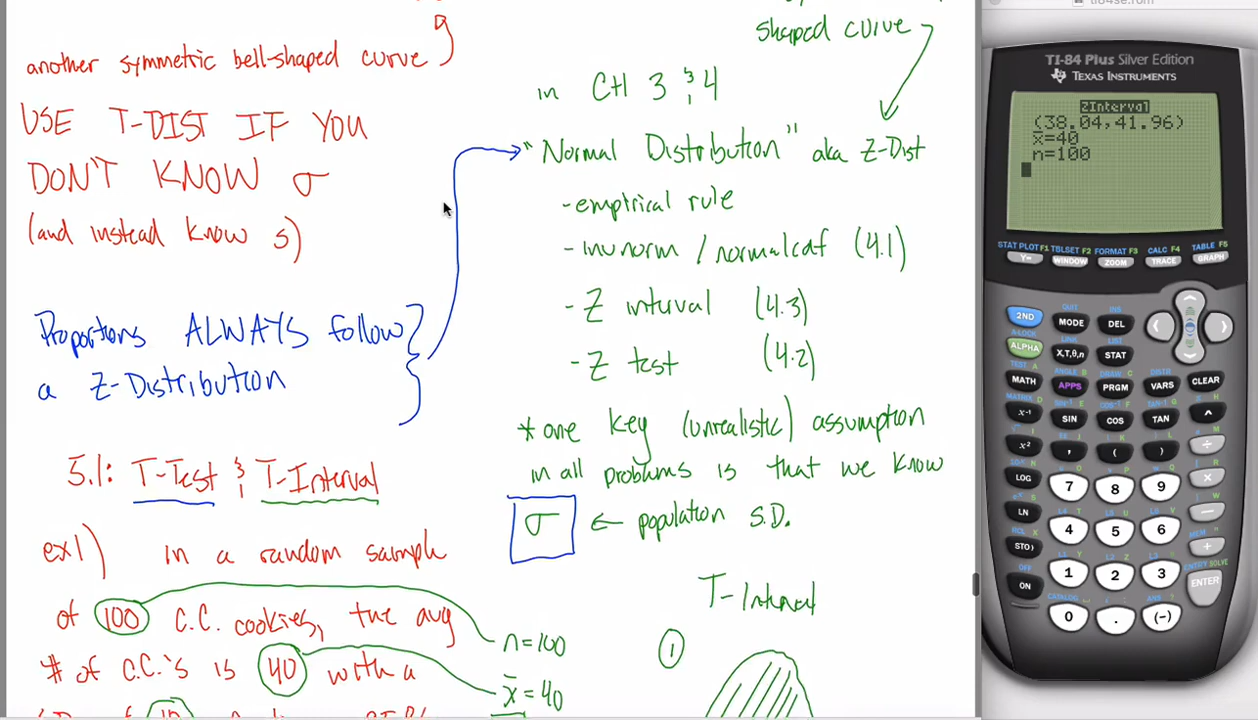 another symmetric bell-shaped curve
USE T-DIST IF YOU
DON'T KNOW σ
(and instead know s)
Proportions ALWAYS follow
a Z-Distribution
5.1: T-Test & T-Interval
ex1) in a random sample
of 100 C.C. cookies, the avg
# of C.C.'s is 40 with a
n=100
x̄=40
shaped curve
in CH 3 & 4
"Normal Distribution" aka Z-Dist
-empirical rule
-invnorm / normalcdf (4.1)
-Z interval (4.3)
-Z test (4.2)
*one key (unrealistic) assumption
in all problems is that we know
σ ← population S.D.
T-Interval
1
TI-84 Plus Silver Edition
TEXAS INSTRUMENTS
ZInterval
(38.04,41.96)
x̄=40
n=100
STAT PLOT F1 TBLSET F2 FORMAT F3 CALC F4 TABLE F5
Y= WINDOW ZOOM TRACE GRAPH
2ND MODE DEL
ALPHA X,T,θ,n STAT
MATH APPS PRGM VARS CLEAR
x⁻¹ SIN COS TAN ^
x² , ( ) ÷
LOG 7 8 9 ×
LN 4 5 6 −
STO⟩ 1 2 3 +
ON 0 . (-) ENTER